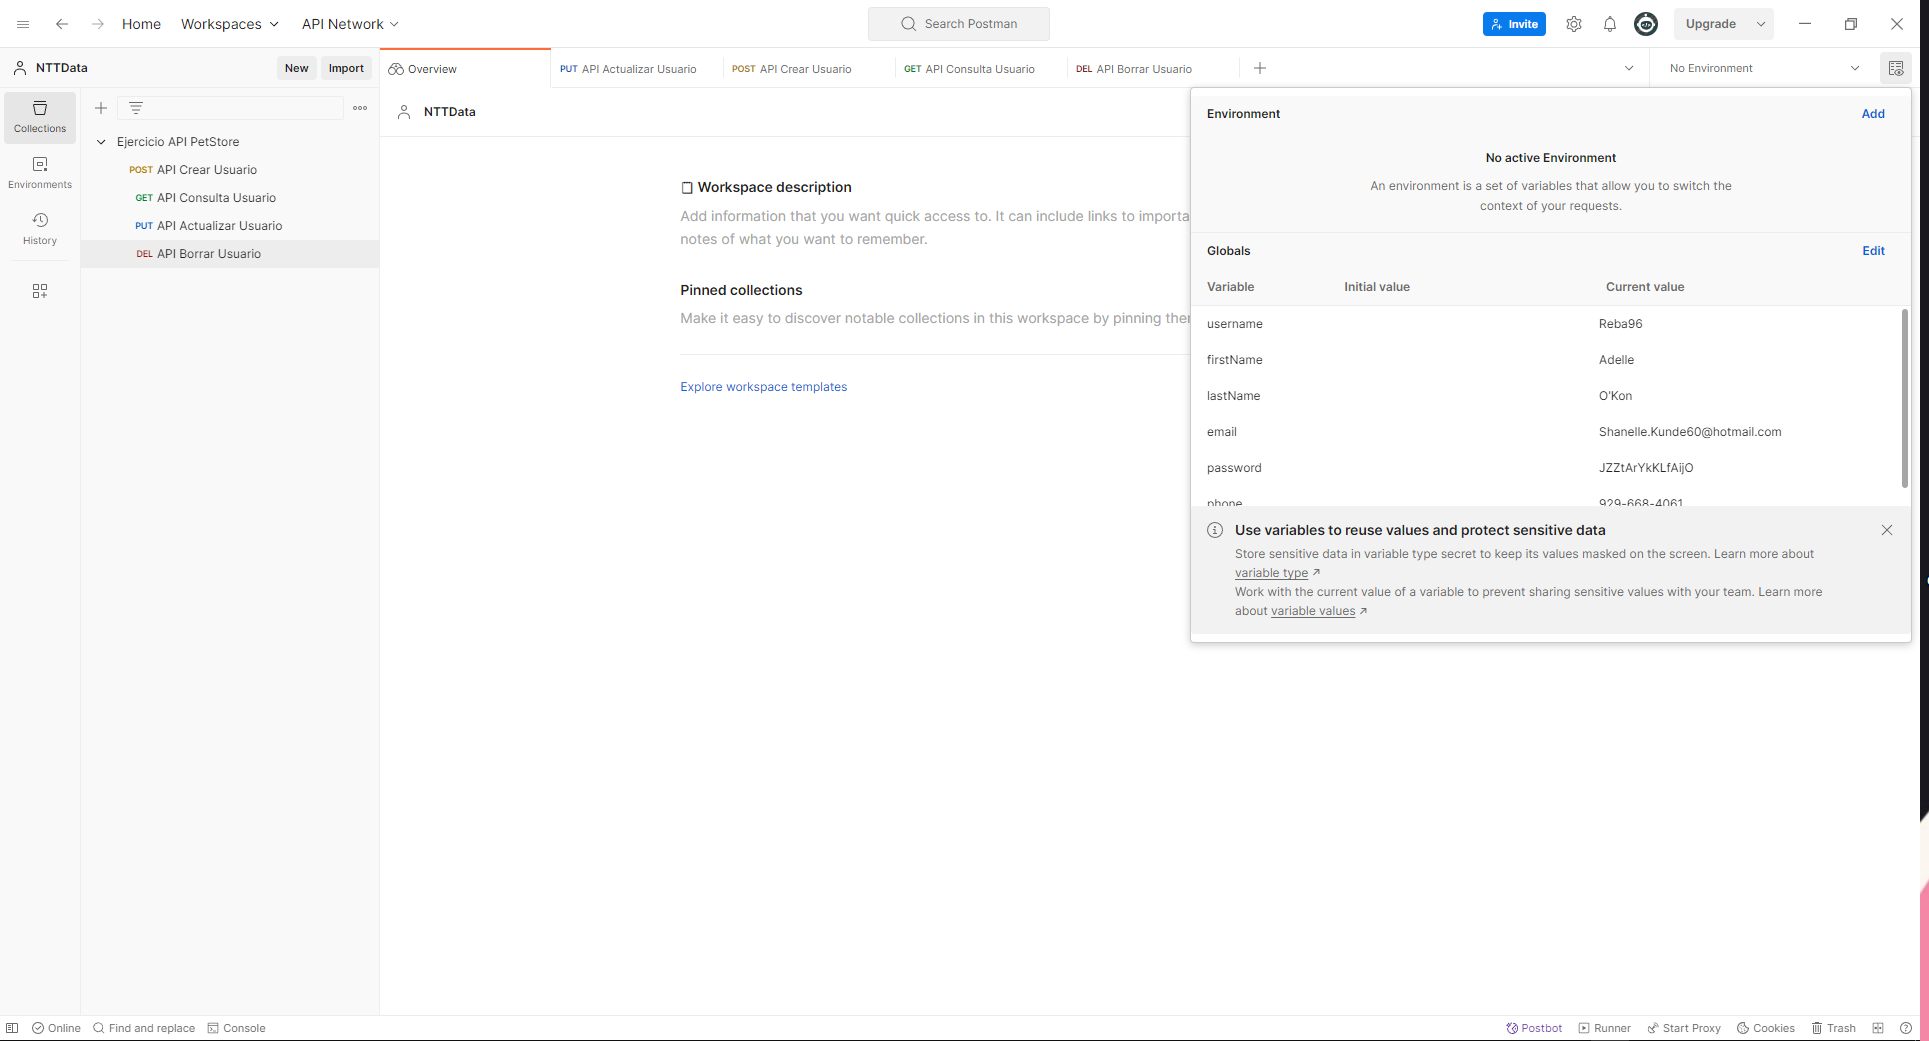 Home Workspaces API Network Search Postman Invite Upgrade
NTTData New Import Overview PUT API Actualizar Usuario POST API Crear Usuario GET API Consulta Usuario DEL API Borrar Usuario No Environment
Collections
Environments
History
Ejercicio API PetStore
POST API Crear Usuario
GET API Consulta Usuario
PUT API Actualizar Usuario
DEL API Borrar Usuario
NTTData
Workspace description
Add information that you want quick access to. It can include links to importa
notes of what you want to remember.
Pinned collections
Make it easy to discover notable collections in this workspace by pinning ther
Explore workspace templates
Environment Add
No active Environment
An environment is a set of variables that allow you to switch the
context of your requests.
Globals Edit
Variable Initial value Current value
username Reba96
firstName Adelle
lastName O'Kon
email Shanelle.Kunde60@hotmail.com
password JZZtArYkKLfAijO
phone 929-668-4061
Use variables to reuse values and protect sensitive data
Store sensitive data in variable type secret to keep its values masked on the screen. Learn more about
variable type ↗
Work with the current value of a variable to prevent sharing sensitive values with your team. Learn more
about variable values ↗
Online Find and replace Console Postbot Runner Start Proxy Cookies Trash